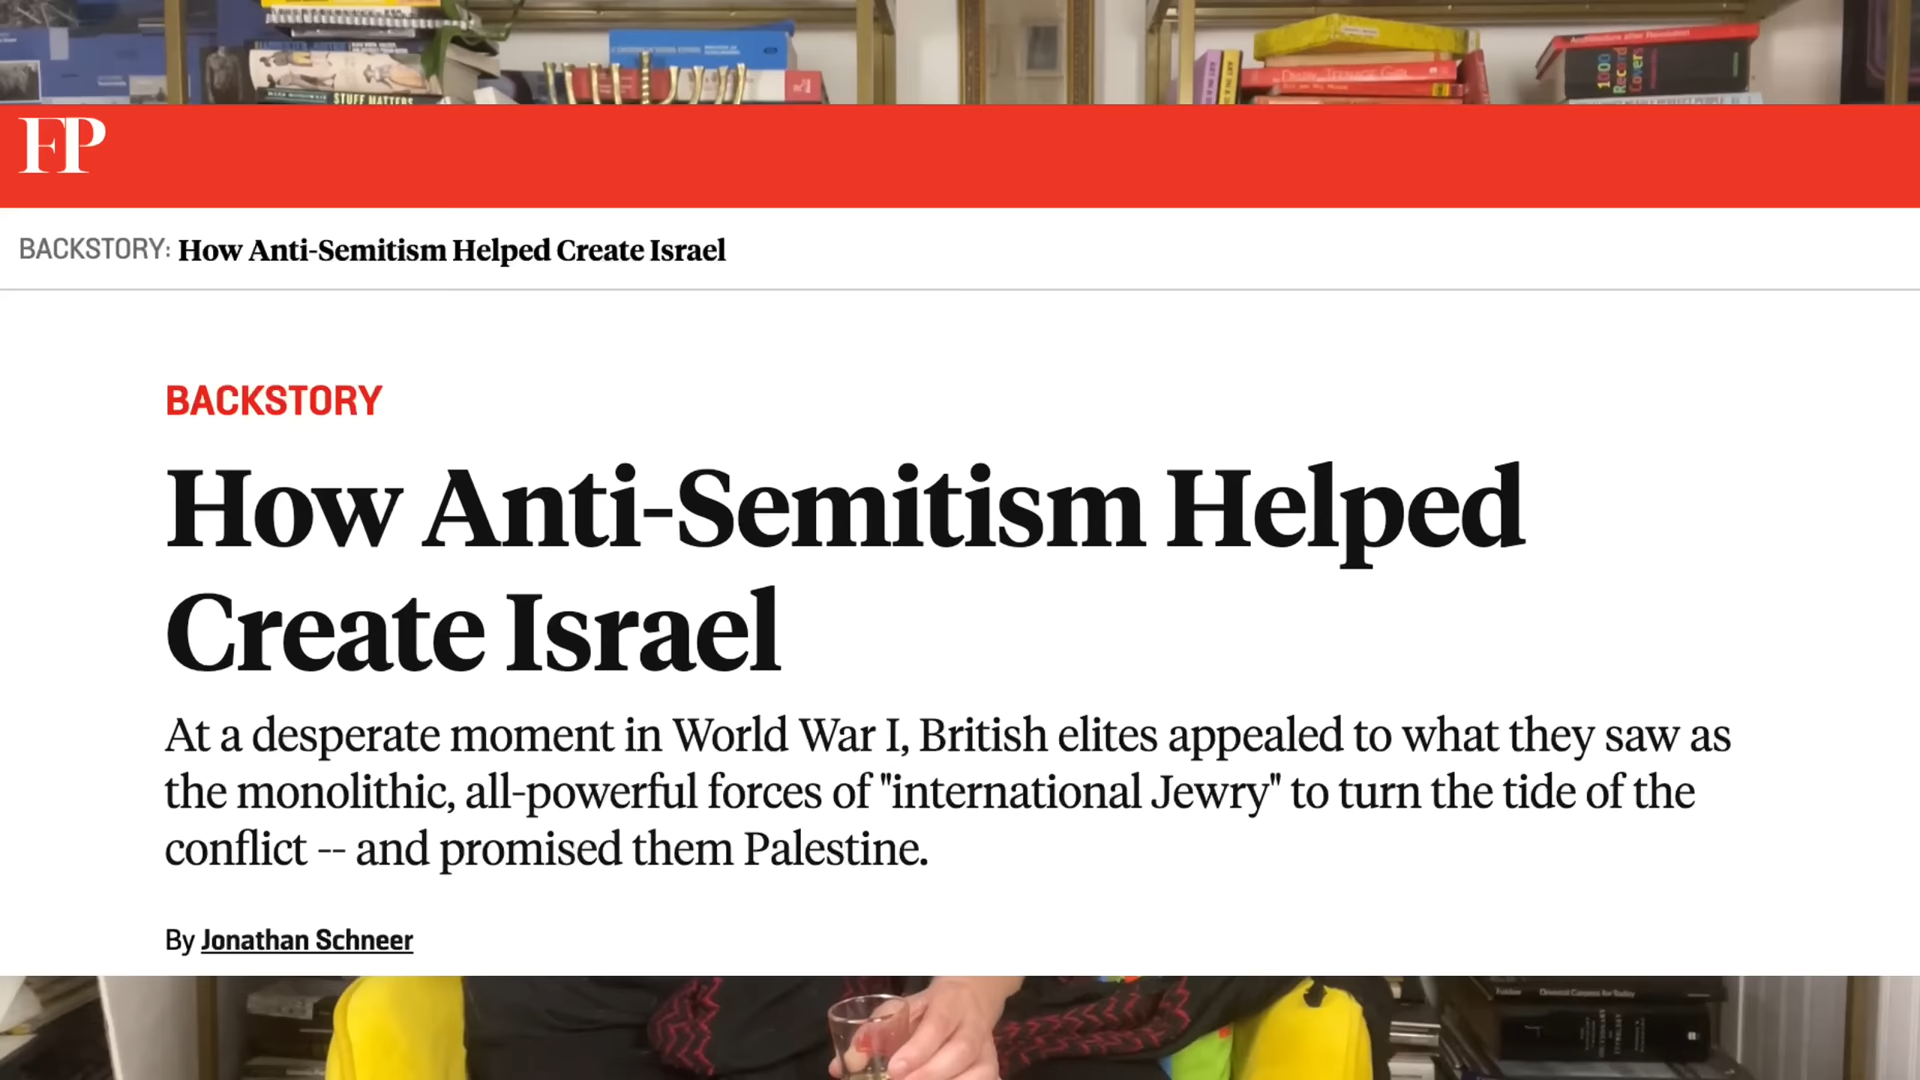 STUFF MATTERS
1000
Record
Covers
FP
BACKSTORY: How Anti-Semitism Helped Create Israel
BACKSTORY
How Anti-Semitism Helped
Create Israel
At a desperate moment in World War I, British elites appealed to what they saw as
the monolithic, all-powerful forces of "international Jewry" to turn the tide of the
conflict -- and promised them Palestine.
By Jonathan Schneer